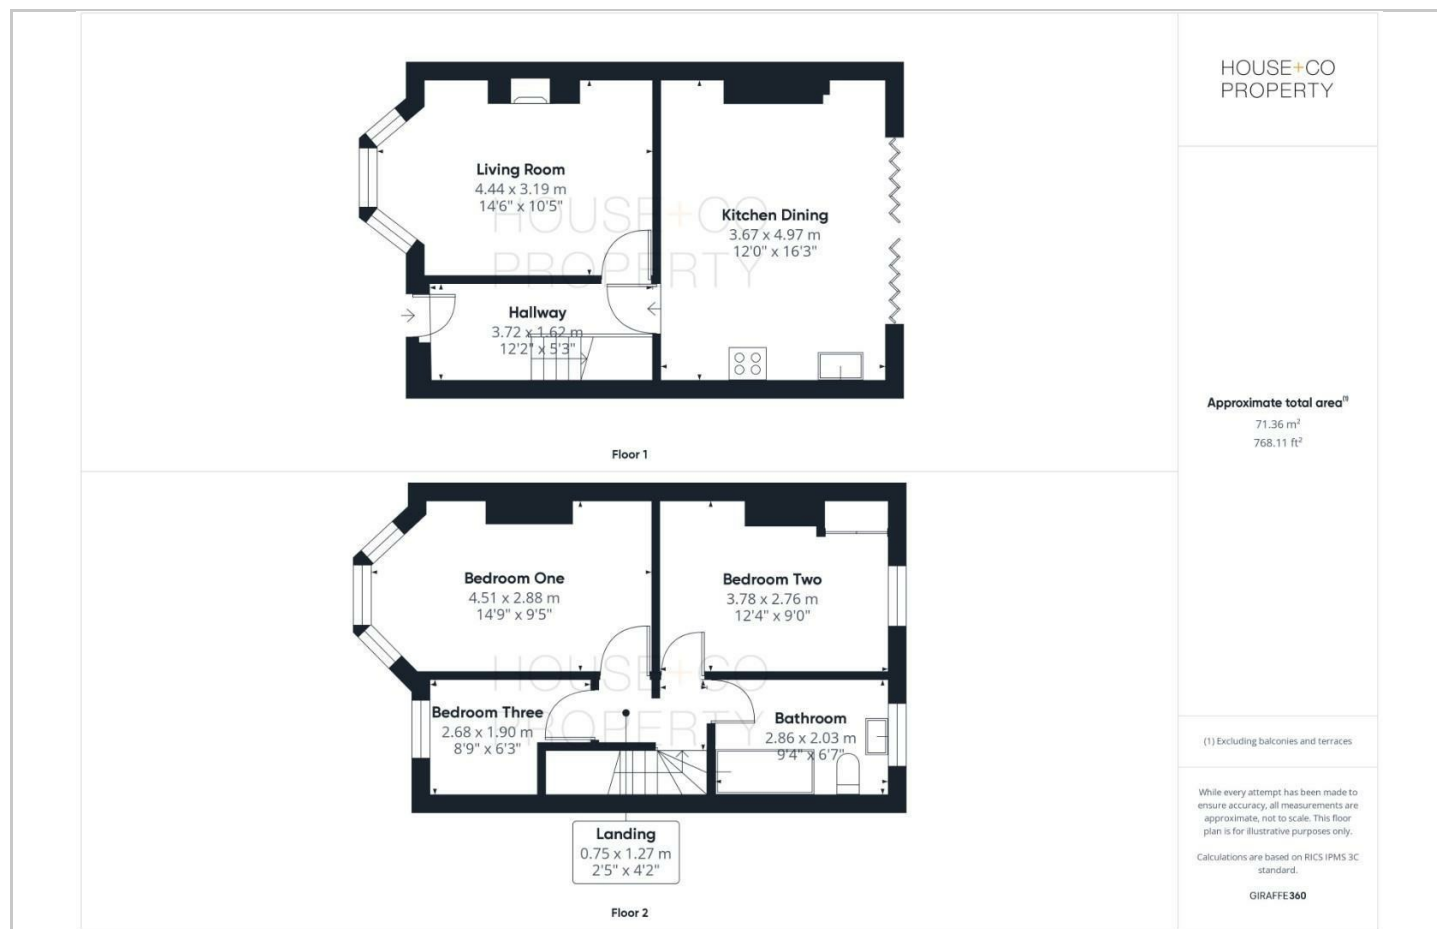 HOUSE+CO
PROPERTY
Living Room
4.44 x 3.19 m
14'6" x 10'5"
Kitchen Dining
3.67 x 4.97 m
12'0" x 16'3"
HOUSE+CO
PROPERTY
Hallway
3.72 x 1.62 m
12'2" x 5'3"
Floor 1
Approximate total area(1)
71.36 m²
768.11 ft²
Bedroom One
4.51 x 2.88 m
14'9" x 9'5"
Bedroom Two
3.78 x 2.76 m
12'4" x 9'0"
HOUSE+CO
PROPERTY
Bedroom Three
2.68 x 1.90 m
8'9" x 6'3"
Bathroom
2.86 x 2.03 m
9'4" x 6'7"
Landing
0.75 x 1.27 m
2'5" x 4'2"
Floor 2
(1) Excluding balconies and terraces
While every attempt has been made to
ensure accuracy, all measurements are
approximate, not to scale. This floor
plan is for illustrative purposes only.
Calculations are based on RICS IPMS 3C
standard.
GIRAFFE360